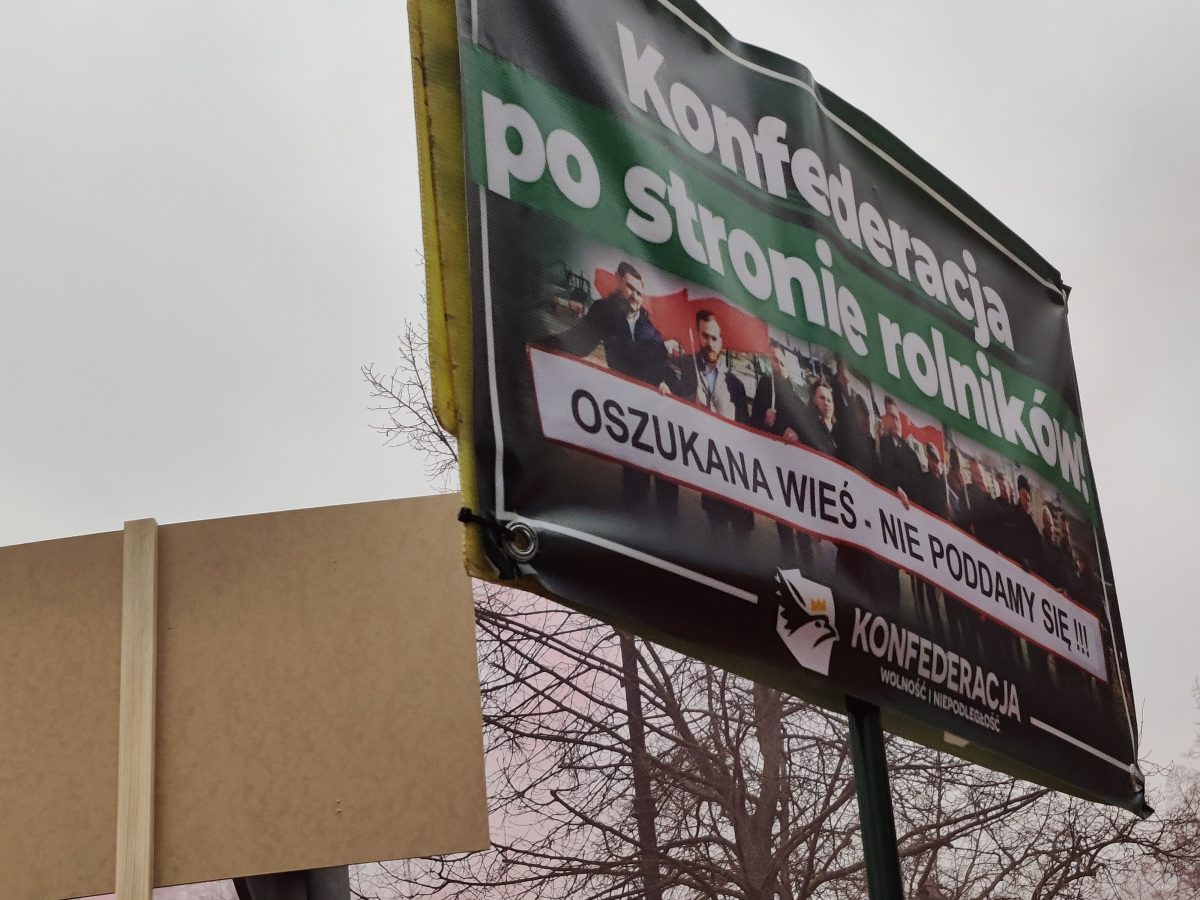 Konfederacja
po stronie rolników!
OSZUKANA WIEŚ - NIE PODDAMY SIĘ !!!
KONFEDERACJA
WOLNOŚĆ I NIEPODLEGŁOŚĆ